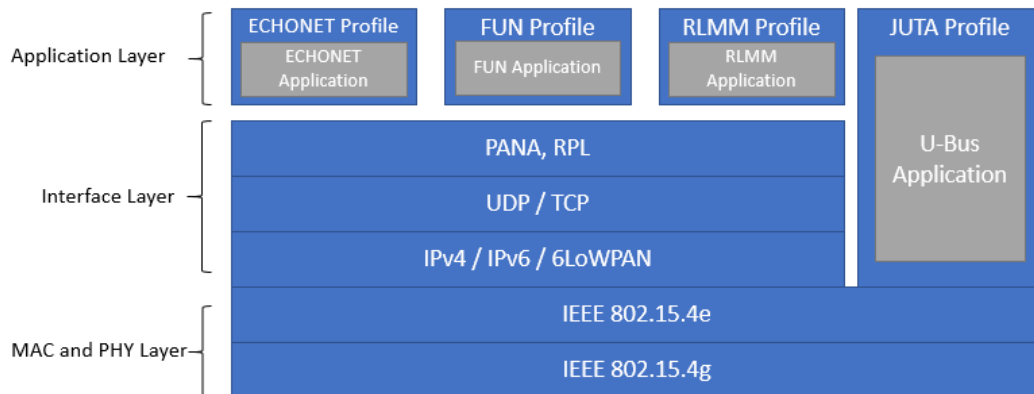 ECHONET Profile
FUN Profile
RLMM Profile
JUTA Profile
Application Layer
ECHONET
Application
FUN Application
RLMM
Application
U-Bus
Application
Interface Layer
PANA, RPL
UDP / TCP
IPv4 / IPv6 / 6LoWPAN
MAC and PHY Layer
IEEE 802.15.4e
IEEE 802.15.4g